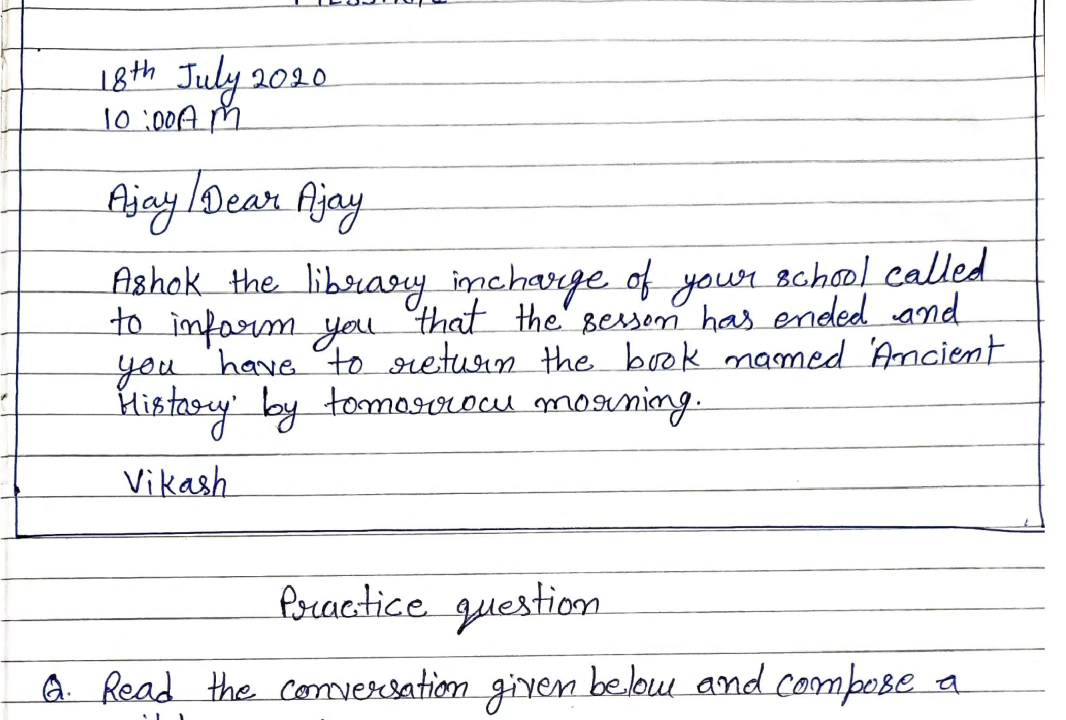 18th July 2020
10:00A M
Ajay/Dear Ajay
Ashok the library incharge of your school called
to inform you that the sesson has ended and
you have to return the book named 'Ancient
History' by tomorrow morning.
Vikash
Practice question
Q. Read the conversation given below and compose a